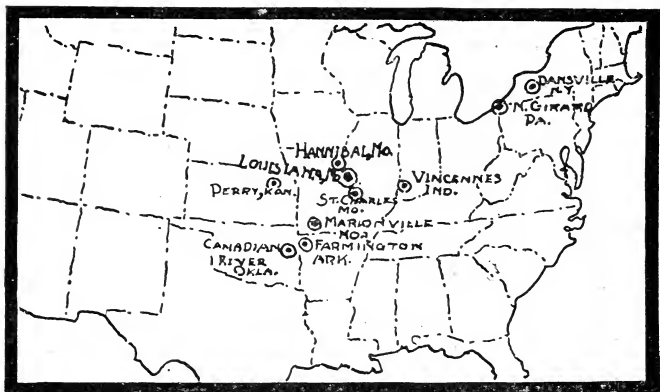 DANSVILLE
N.Y.
N. GIRARD
PA.
HANNIBAL, MO.
LOUISIANA, MO.
PERRY, KAN.
ST. CHARLES
MO.
VINCENNES
IND.
MARIONVILLE
MO.
CANADIAN
RIVER
OKLA.
FARMINGTON
ARK.